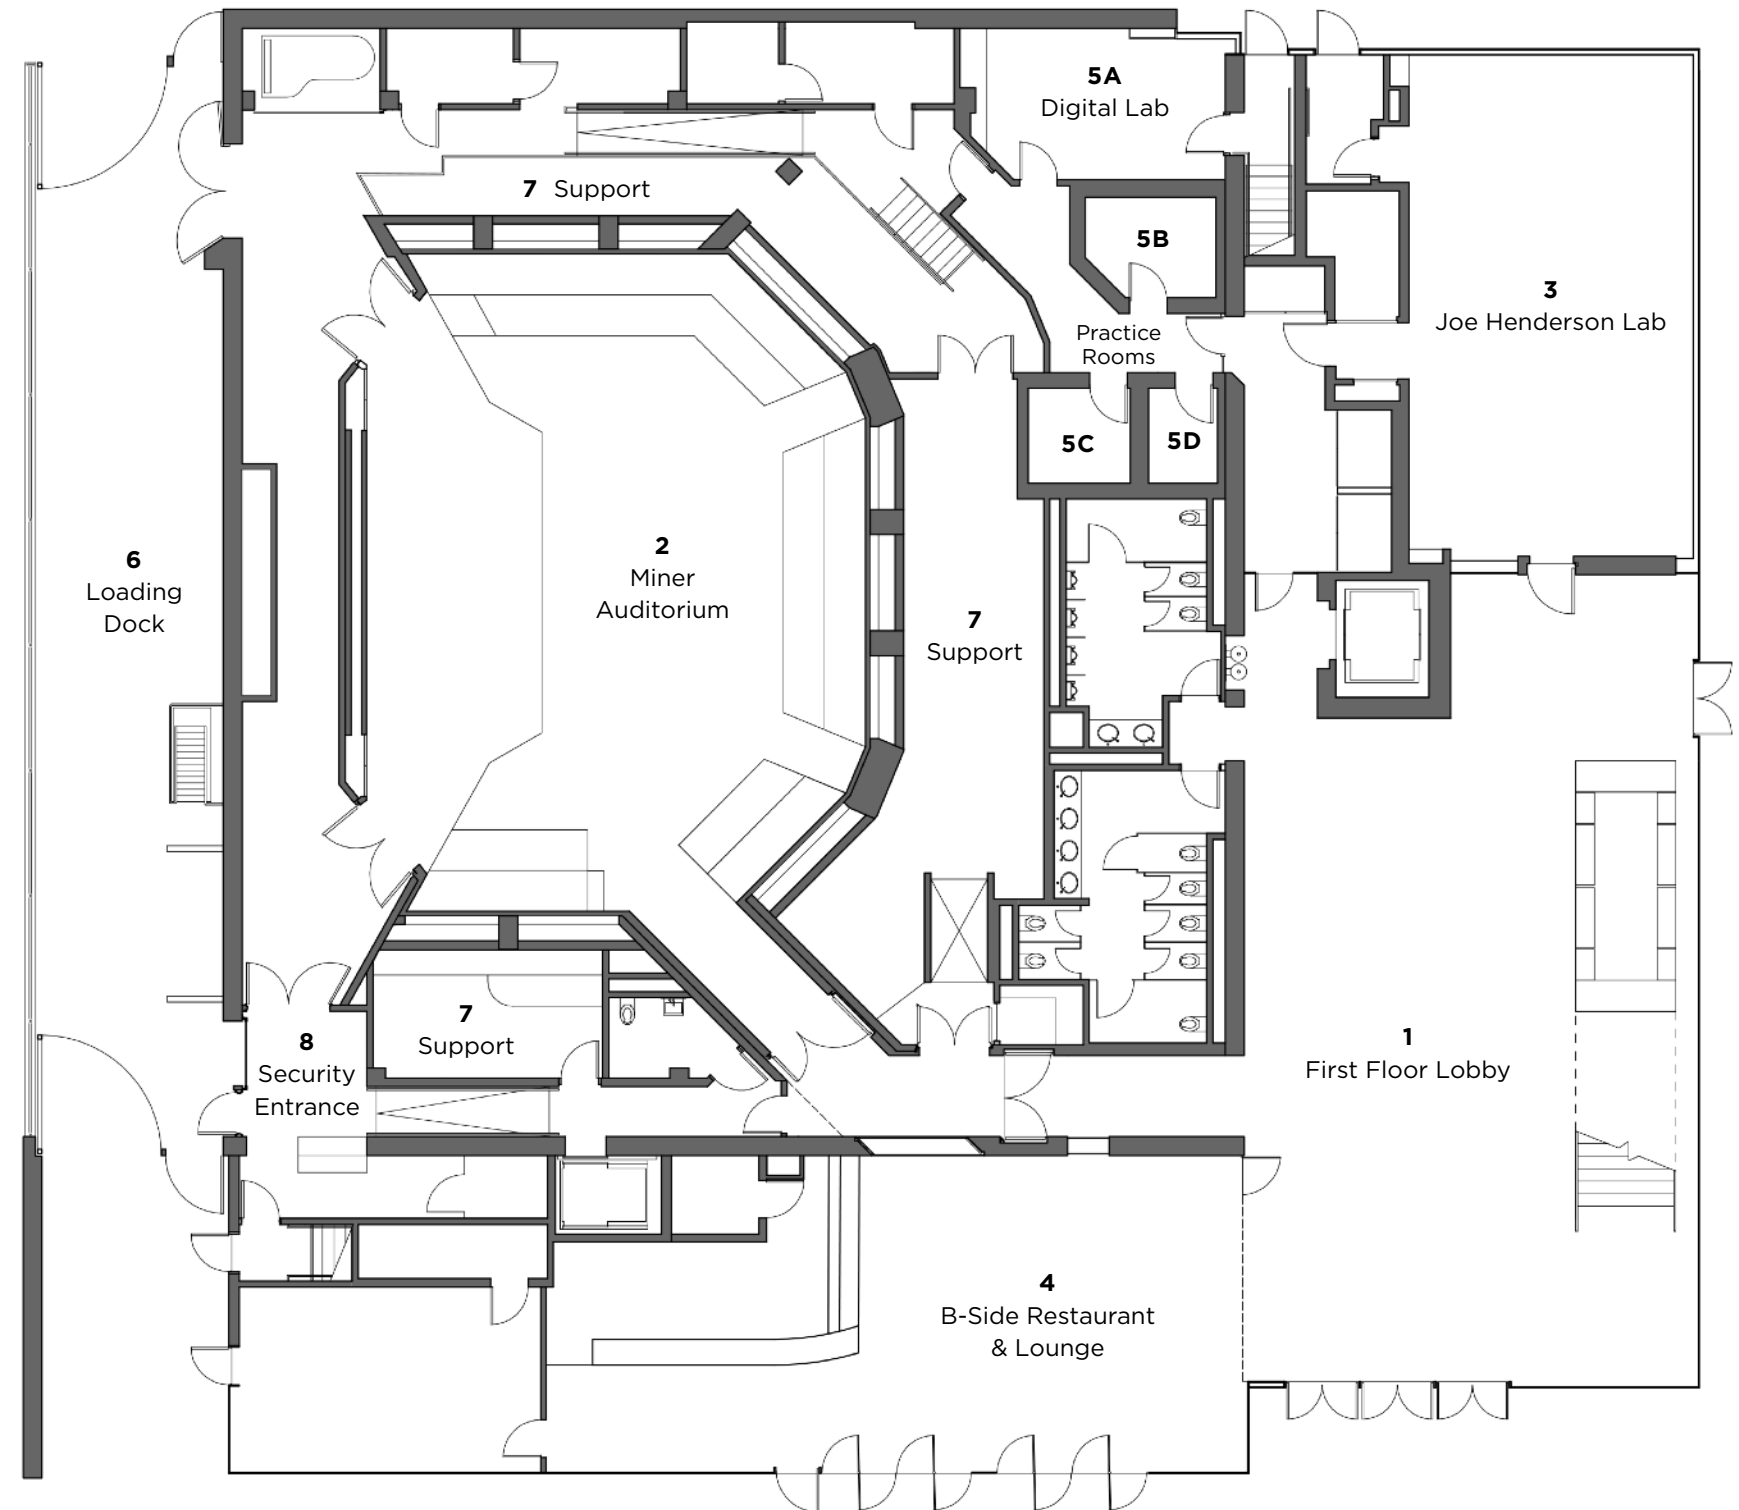 5A
Digital Lab
7 Support
5B
3
Joe Henderson Lab
Practice
Rooms
5C
5D
6
Loading
Dock
2
Miner
Auditorium
7
Support
7
Support
8
Security
Entrance
1
First Floor Lobby
4
B-Side Restaurant
& Lounge